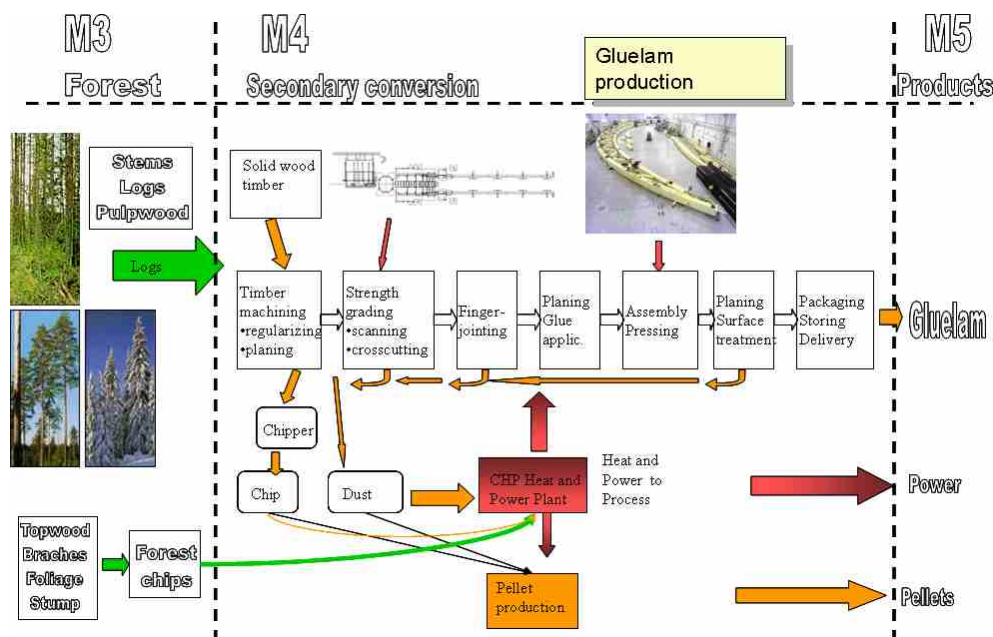 M3
Forest
M4
Secondary conversion
Gluelam
production
M5
Products
Stems
Logs
Pulpwood
Logs
Solid wood
timber
Timber
machining
•regularizing
•planing
Strength
grading
•scanning
•crosscutting
Finger-
jointing
Planing
Glue
applic.
Assembly
Pressing
Planing
Surface
treatment
Packaging
Storing
Delivery
Gluelam
Chipper
Chip
Dust
CHP Heat and
Power Plant
Heat and
Power to
Process
Power
Topwood
Braches
Foliage
Stump
Forest
chips
Pellet
production
Pellets